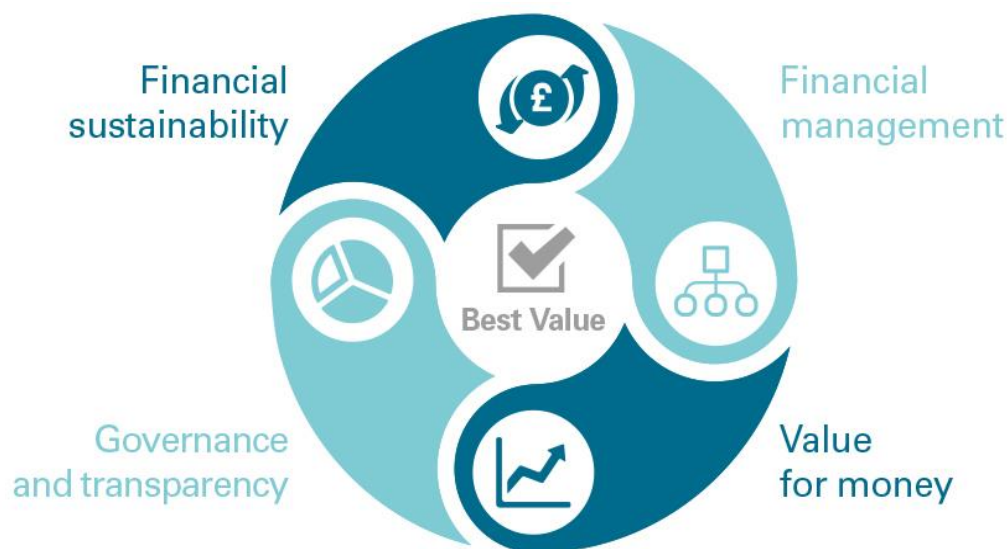 Financial
sustainability
Financial
management
£
Best Value
Governance
and transparency
Value
for money